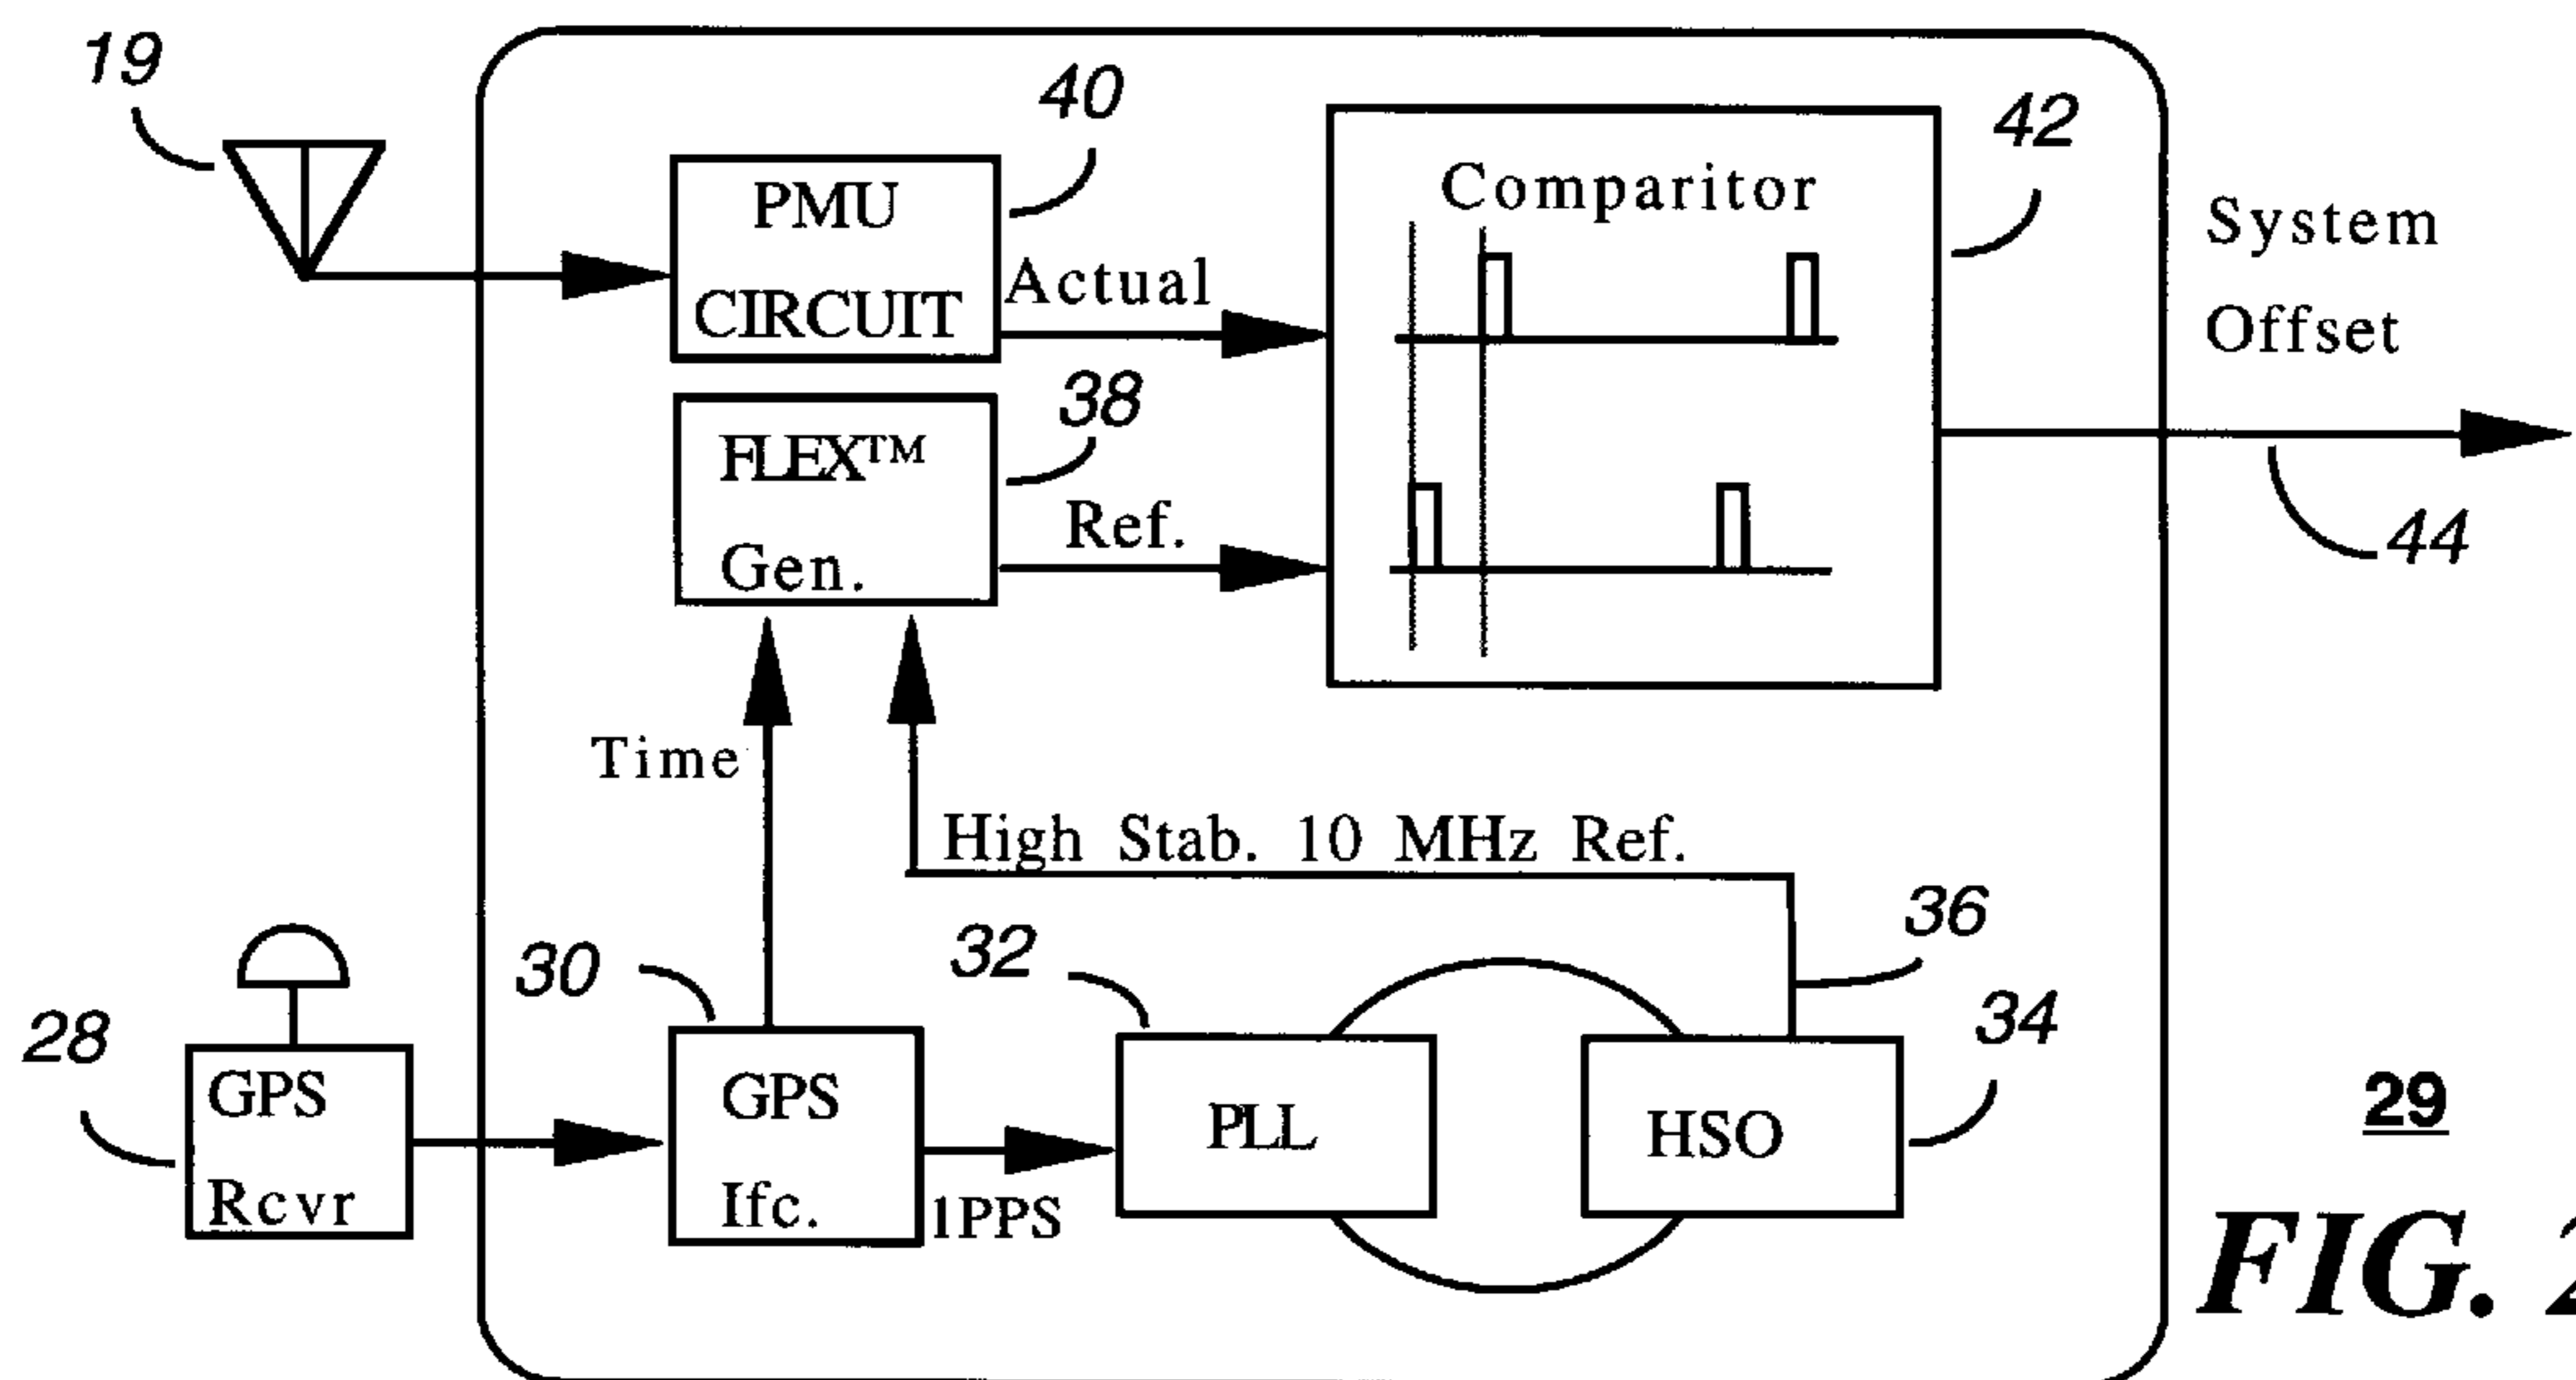 19
40
42
PMU
CIRCUIT
Actual
Comparitor
System
Offset
38
FLEX™
Gen.
Ref.
44
Time
High Stab. 10 MHz Ref.
36
28
30
32
34
GPS
Rcvr
GPS
Ifc.
1PPS
PLL
HSO
29
FIG. 2